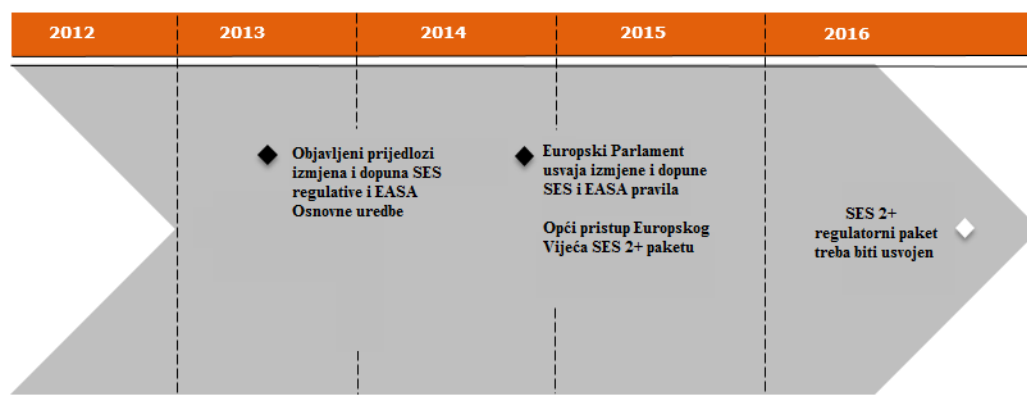 2012 2013 2014 2015 2016
Objavljeni prijedlozi
izmjena i dopuna SES
regulative i EASA
Osnovne uredbe
Europski Parlament
usvaja izmjene i dopune
SES i EASA pravila
Opći pristup Europskog
Vijeća SES 2+ paketu
SES 2+
regulatorni paket
treba biti usvojen